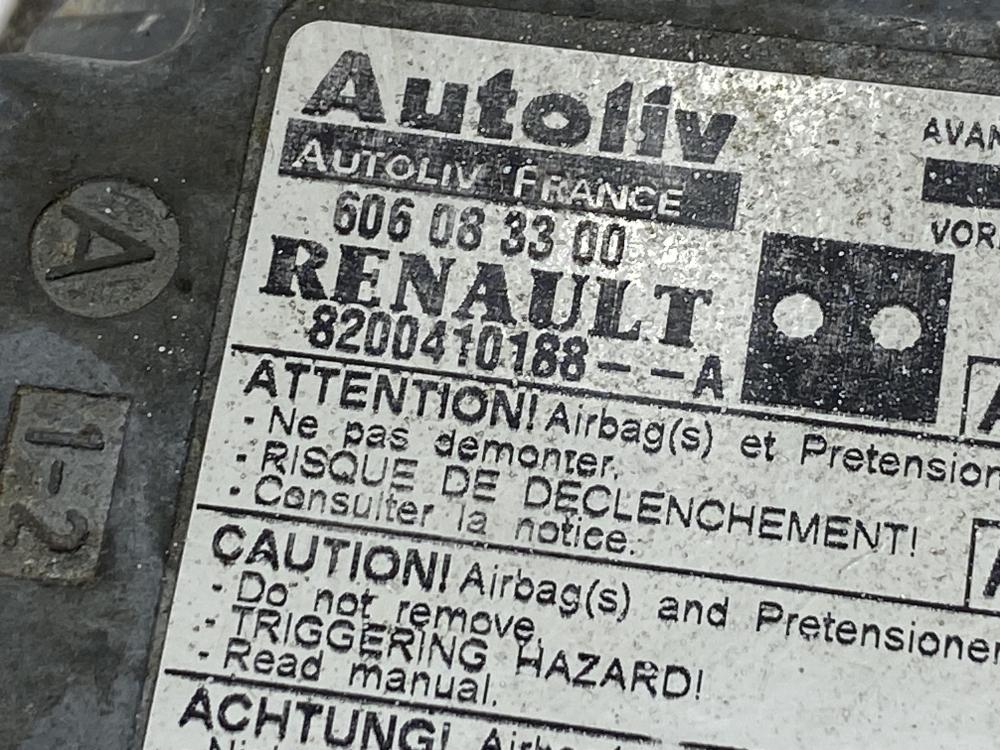 Autoliv
AUTOLIV FRANCE
606 08 33 00
RENAULT
8200410188--A
ATTENTION! Airbag(s) et Pretension
- Ne pas demonter.
- RISQUE DE DECLENCHEMENT!
- Consulter la notice.
CAUTION! Airbag(s) and Pretensioner
- Do not remove.
- TRIGGERING HAZARD!
- Read manual.
ACHTUNG!
AVAN
VOR
A
1-2